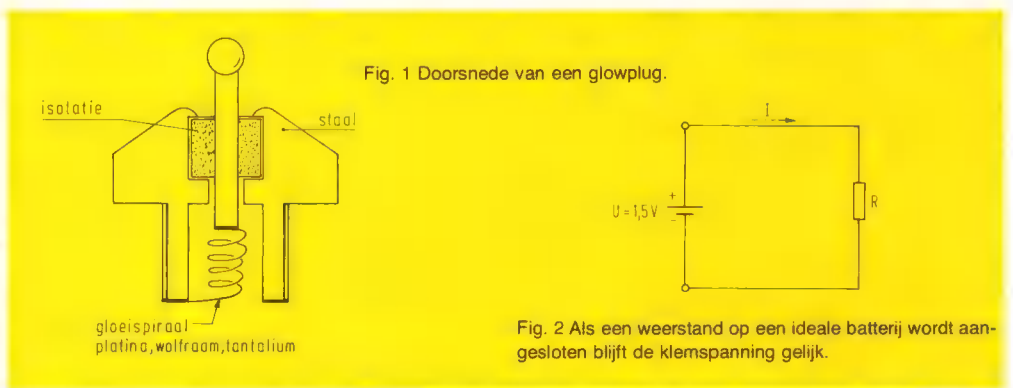 Fig. 1 Doorsnede van een glowplug.
isolatie
staal
gloeispiraal
platina,wolfraam,tantalium
I
+
U = 1,5 V
-
R
Fig. 2 Als een weerstand op een ideale batterij wordt aan-
gesloten blijft de klemspanning gelijk.